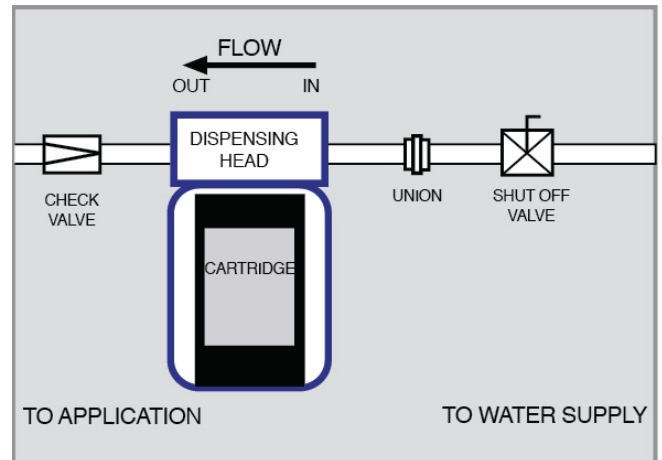 FLOW
OUT IN
DISPENSING
HEAD
CHECK
VALVE
UNION
SHUT OFF
VALVE
CARTRIDGE
TO APPLICATION
TO WATER SUPPLY